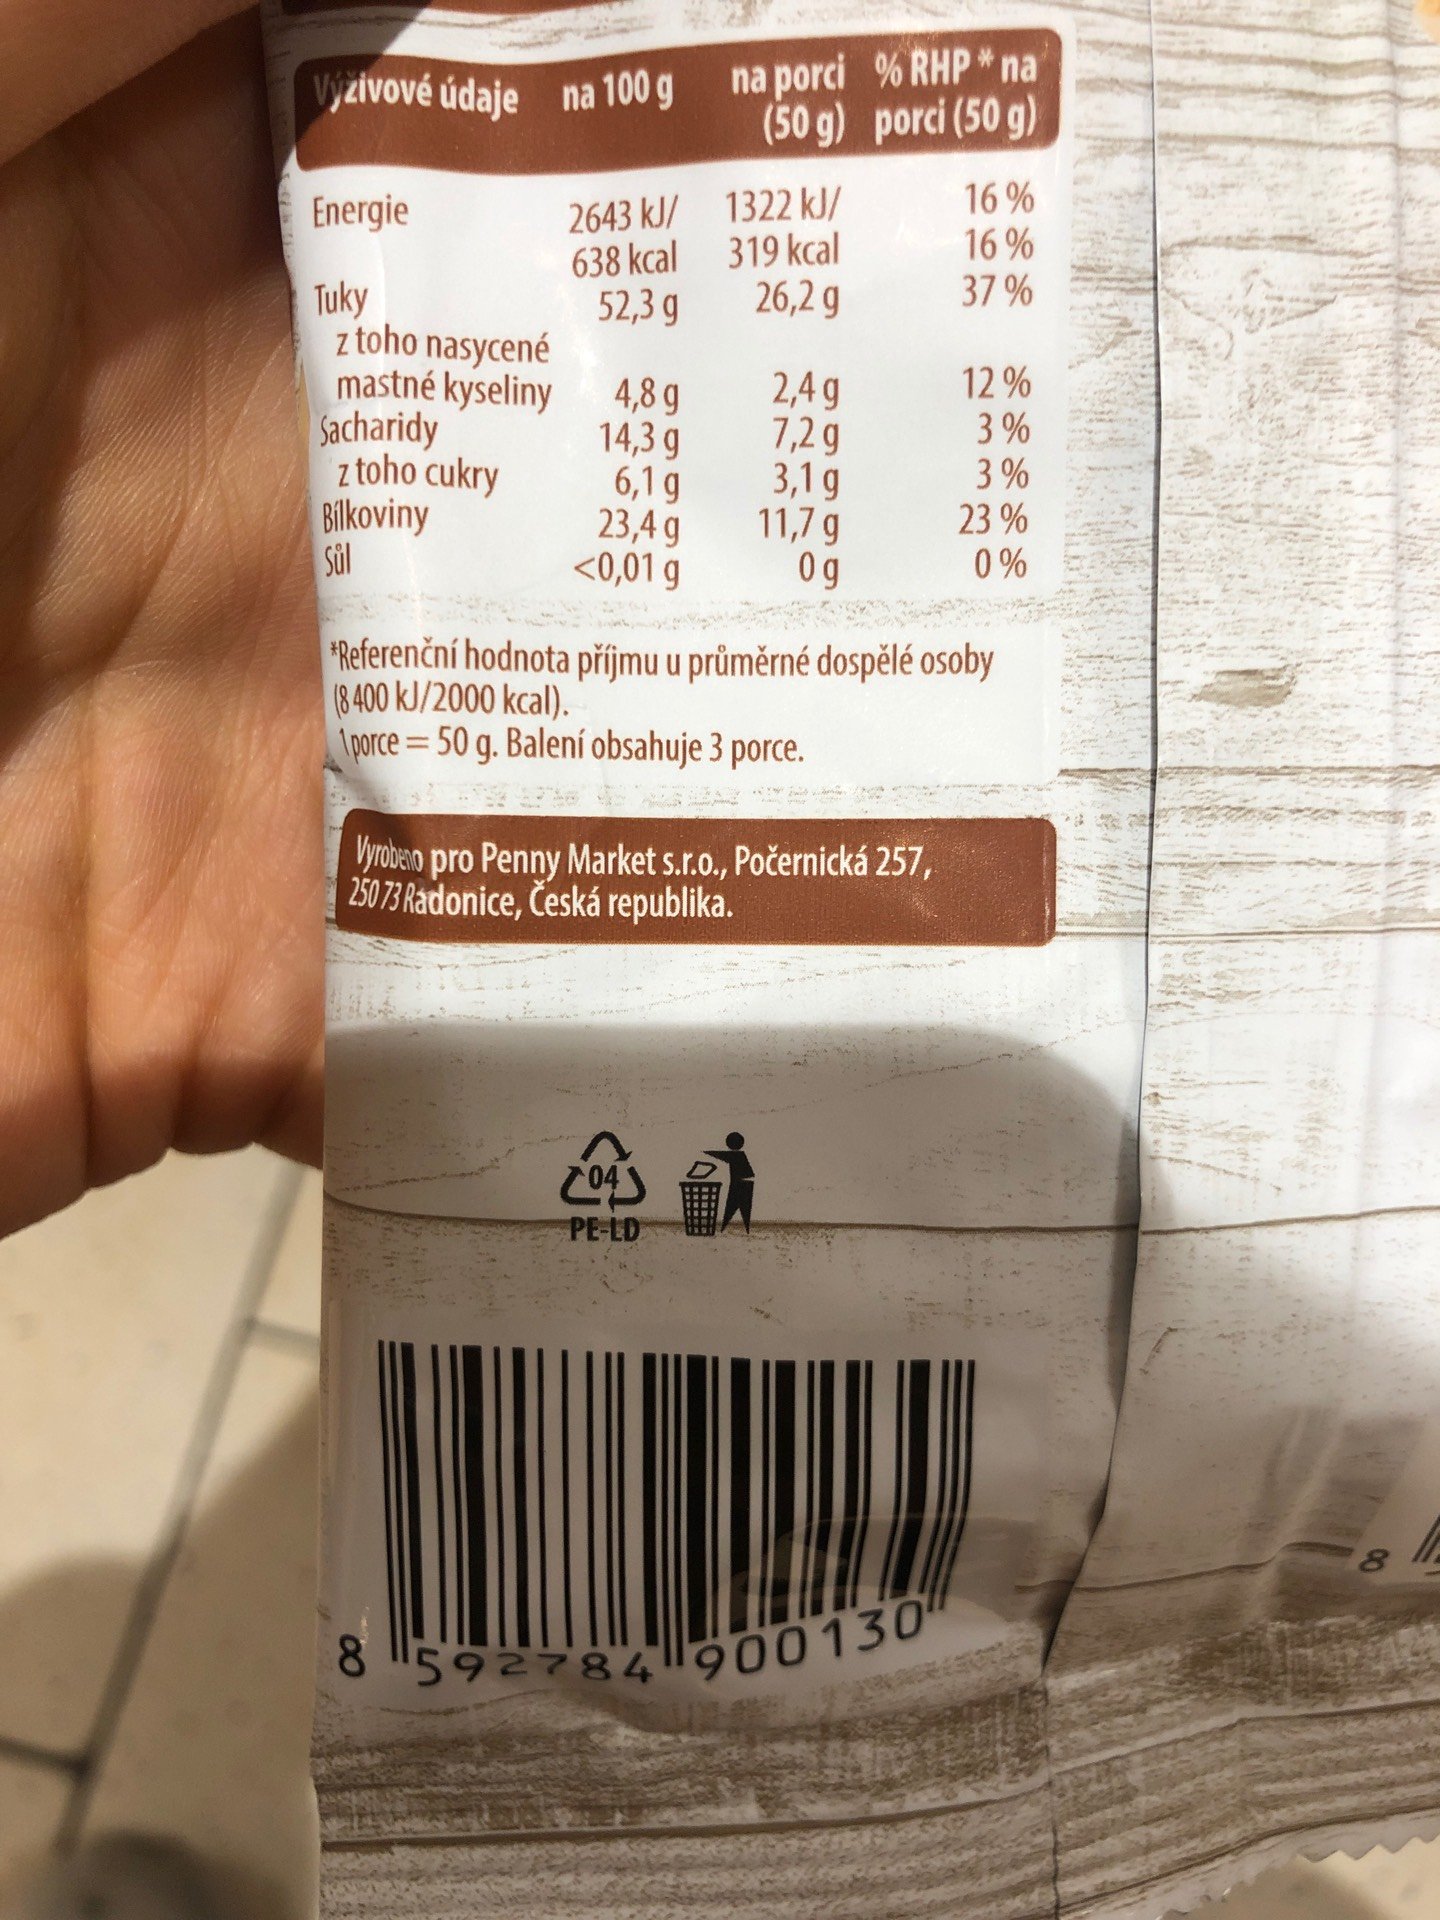 Výživové údaje na 100 g na porci (50 g) % RHP * na porci (50 g)
Energie 2643 kJ/ 1322 kJ/ 16 %
638 kcal 319 kcal 16 %
Tuky 52,3 g 26,2 g 37 %
z toho nasycené
mastné kyseliny 4,8 g 2,4 g 12 %
Sacharidy 14,3 g 7,2 g 3 %
z toho cukry 6,1 g 3,1 g 3 %
Bílkoviny 23,4 g 11,7 g 23 %
Sůl <0,01 g 0 g 0 %
*Referenční hodnota příjmu u průměrné dospělé osoby
(8 400 kJ/2000 kcal).
1 porce = 50 g. Balení obsahuje 3 porce.
Vyrobeno pro Penny Market s.r.o., Počernická 257,
250 73 Radonice, Česká republika.
04
PE-LD
8 592784 900130
8